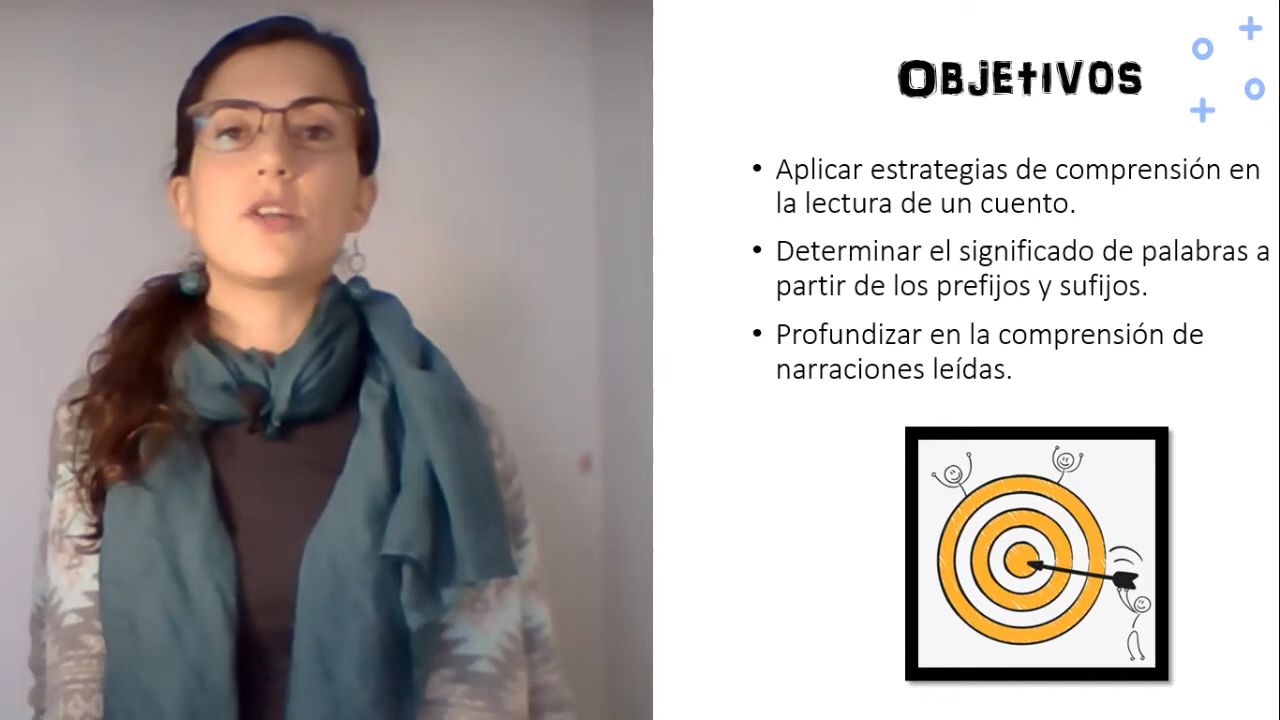 OBJETIVOS
• Aplicar estrategias de comprensión en
la lectura de un cuento.
• Determinar el significado de palabras a
partir de los prefijos y sufijos.
• Profundizar en la comprensión de
narraciones leídas.